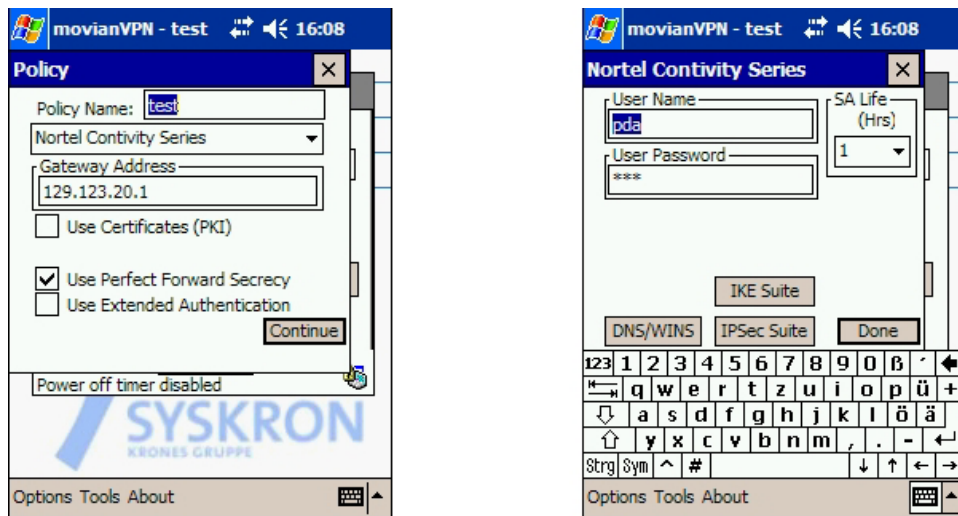 movianVPN - test 16:08
Policy
Policy Name: test
Nortel Contivity Series
Gateway Address
129.123.20.1
Use Certificates (PKI)
Use Perfect Forward Secrecy
Use Extended Authentication
Continue
Power off timer disabled
SYSKRON
KRONES GRUPPE
Options Tools About
movianVPN - test 16:08
Nortel Contivity Series
User Name SA Life
(Hrs)
pda
1
User Password
***
IKE Suite
DNS/WINS IPSec Suite Done
123 1 2 3 4 5 6 7 8 9 0 ß ´
q w e r t z u i o p ü +
a s d f g h j k l ö ä
y x c v b n m , . -
Strg Sym ^ #
Options Tools About